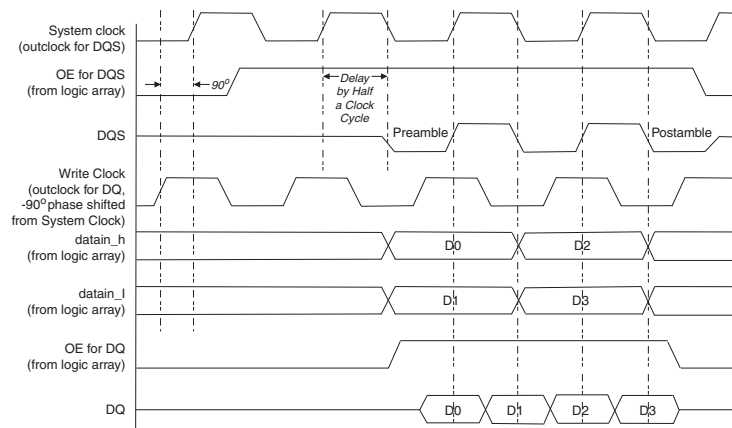 System clock
(outclock for DQS)
OE for DQS
(from logic array)
90°
Delay
by Half
a Clock
Cycle
DQS
Preamble
Postamble
Write Clock
(outclock for DQ,
-90° phase shifted
from System Clock)
datain_h
(from logic array)
D0
D2
datain_l
(from logic array)
D1
D3
OE for DQ
(from logic array)
DQ
D0
D1
D2
D3